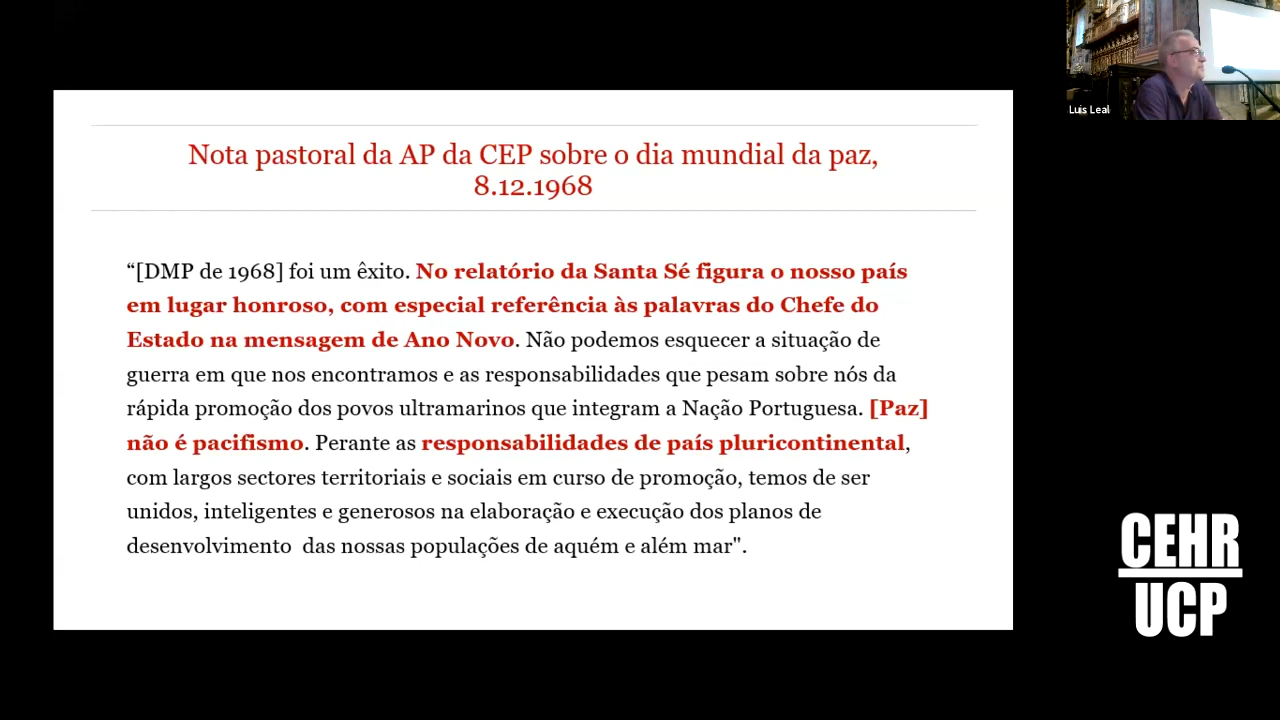 Nota pastoral da AP da CEP sobre o dia mundial da paz,
8.12.1968
“[DMP de 1968] foi um êxito. No relatório da Santa Sé figura o nosso país
em lugar honroso, com especial referência às palavras do Chefe do
Estado na mensagem de Ano Novo. Não podemos esquecer a situação de
guerra em que nos encontramos e as responsabilidades que pesam sobre nós da
rápida promoção dos povos ultramarinos que integram a Nação Portuguesa. [Paz]
não é pacifismo. Perante as responsabilidades de país pluricontinental,
com largos sectores territoriais e sociais em curso de promoção, temos de ser
unidos, inteligentes e generosos na elaboração e execução dos planos de
desenvolvimento  das nossas populações de aquém e além mar".
Luis Leal
CEHR
UCP